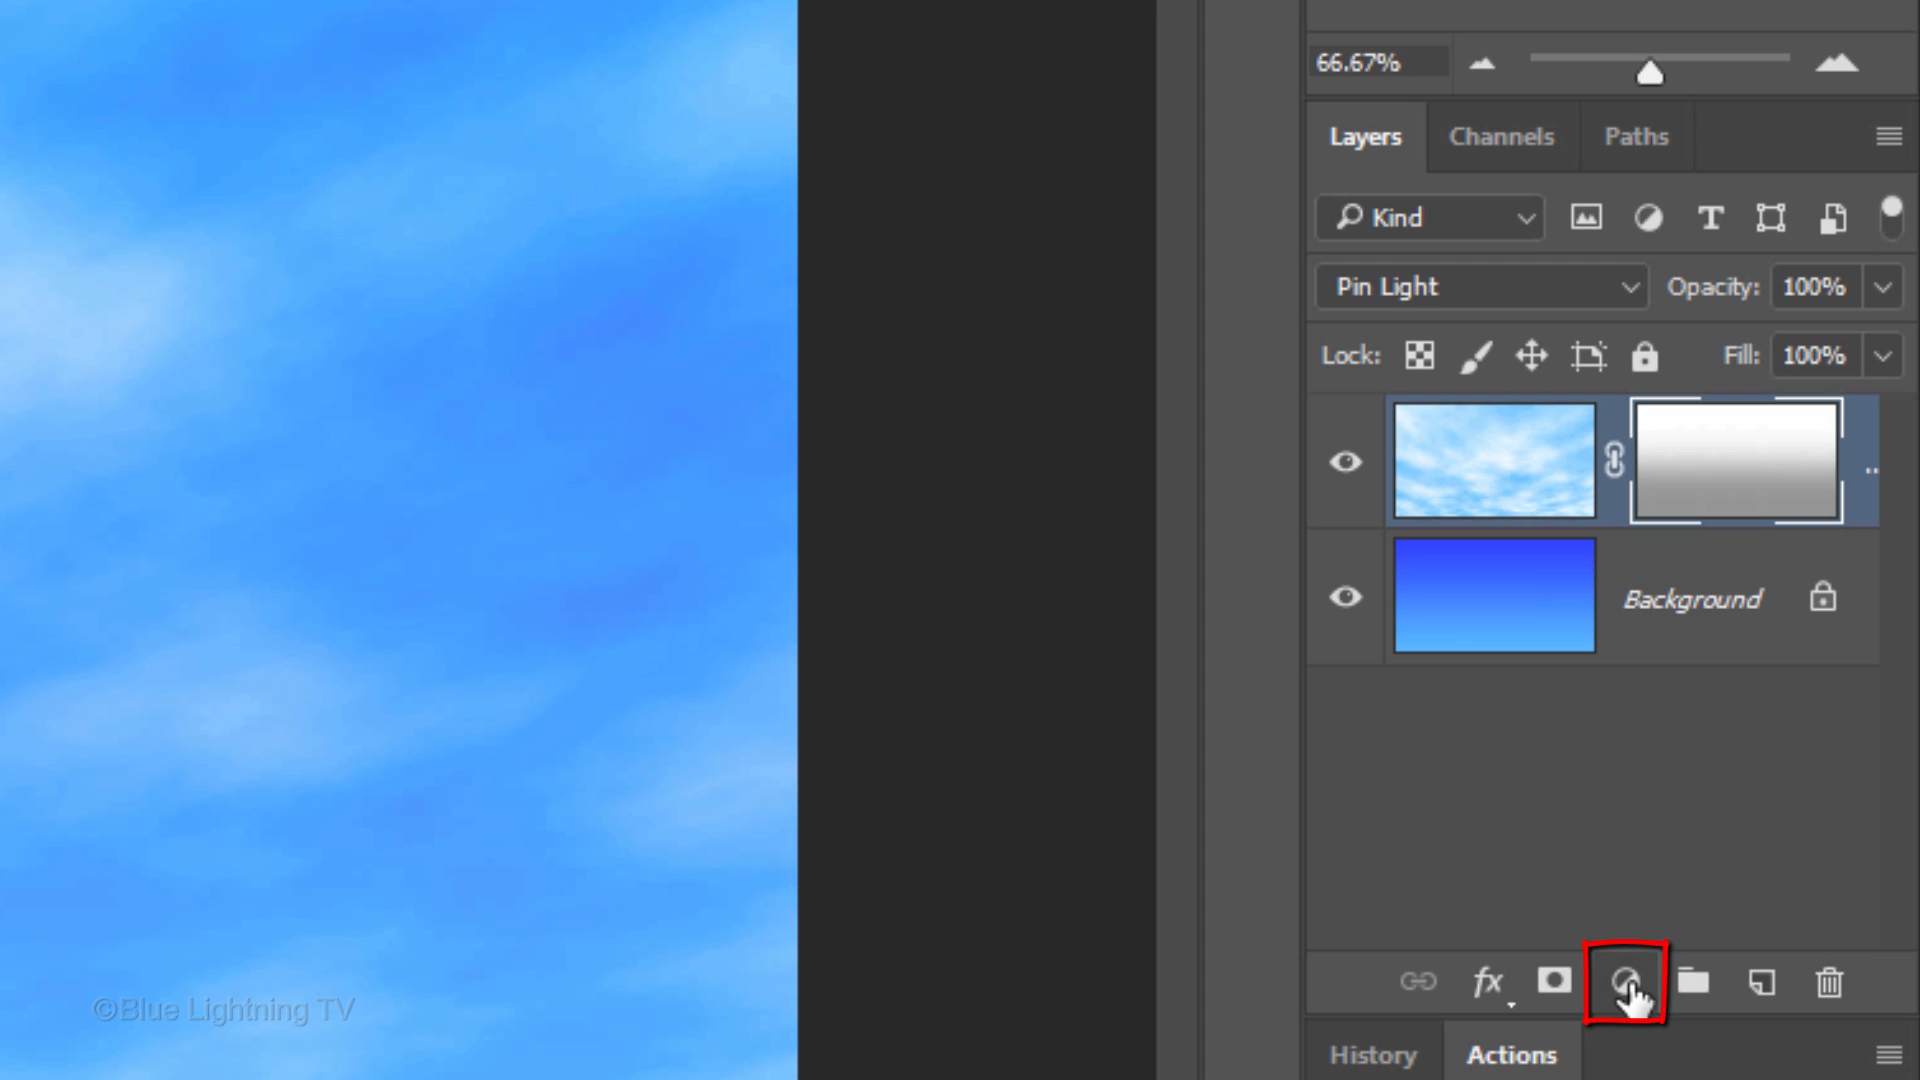 66.67%
Layers Channels Paths
Kind
Pin Light Opacity: 100%
Lock: Fill: 100%
..
Background
fx
©Blue Lightning TV
History Actions